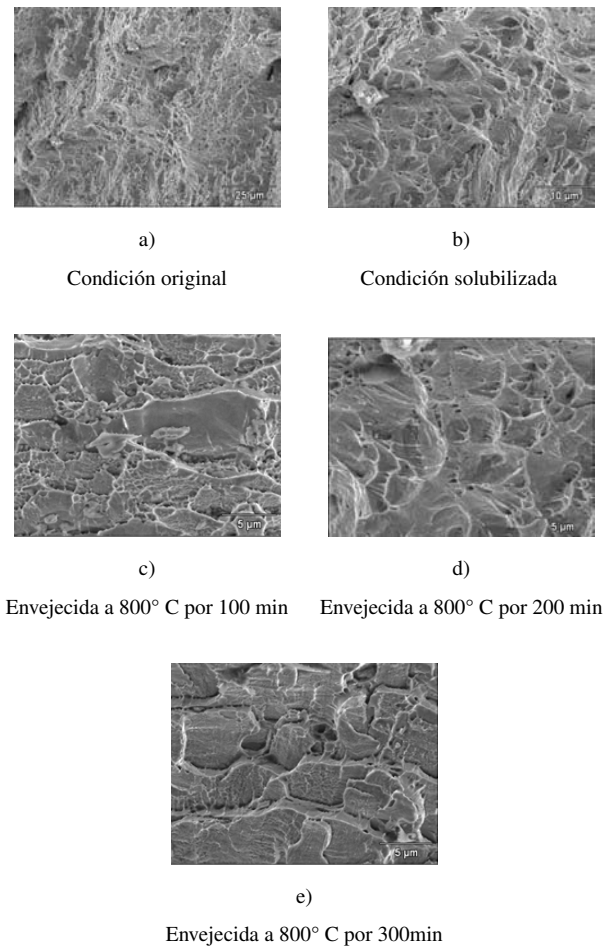 25 µm
10 µm
a)
b)
Condición original
Condición solubilizada
5 µm
5 µm
c)
d)
Envejecida a 800° C por 100 min
Envejecida a 800° C por 200 min
5 µm
e)
Envejecida a 800° C por 300min